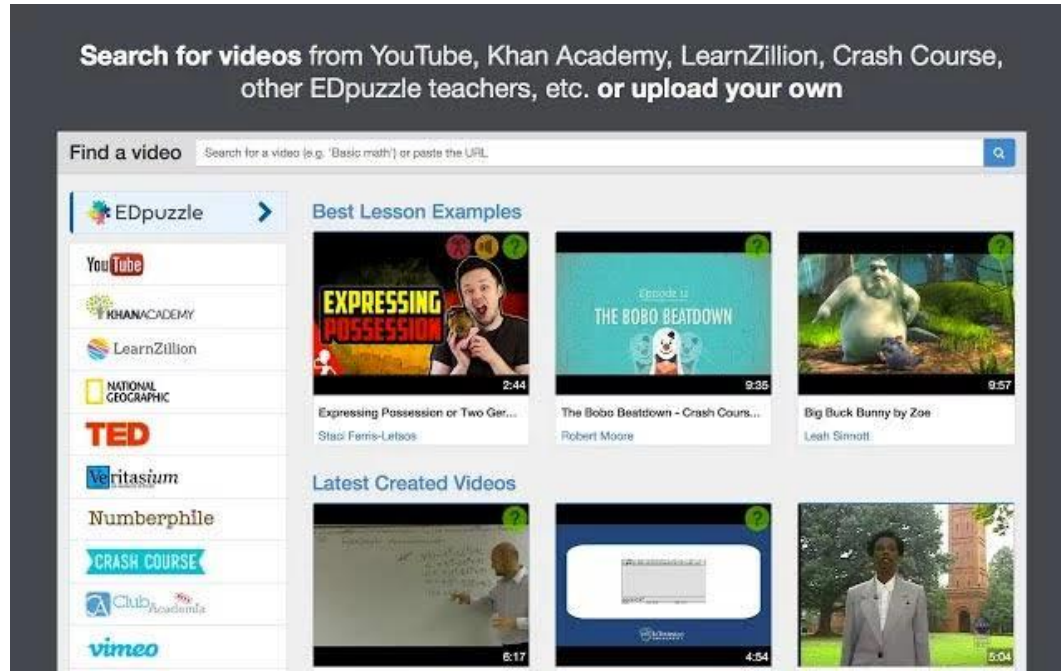 Search for videos from YouTube, Khan Academy, LearnZillion, Crash Course,
other EDpuzzle teachers, etc. or upload your own
Find a video
Search for a video (e.g. 'Basic math') or paste the URL
EDpuzzle
YouTube
KHANACADEMY
LearnZillion
NATIONAL
GEOGRAPHIC
TED
Veritasium
Numberphile
CRASH COURSE
Club Academia
vimeo
Best Lesson Examples
?
EXPRESSING
POSSESSION
2:44
Expressing Possession or Two Ger...
Staci Ferris-Letsos
?
Episode 12
THE BOBO BEATDOWN
9:35
The Bobo Beatdown - Crash Cours...
Robert Moore
?
9:57
Big Buck Bunny by Zoe
Leah Sinnott
Latest Created Videos
?
6:17
?
4:54
5:04